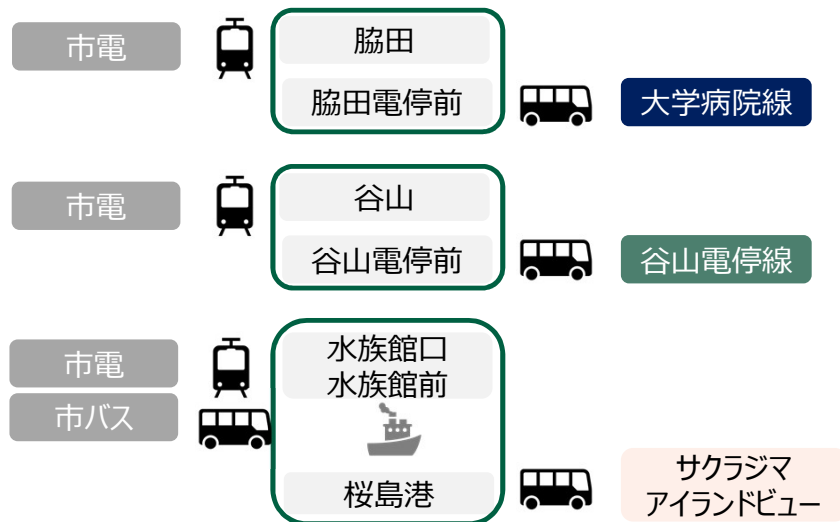 市電
脇田
脇田電停前
大学病院線
市電
谷山
谷山電停前
谷山電停線
市電
市バス
水族館口
水族館前
桜島港
サクラジマ
アイランドビュー